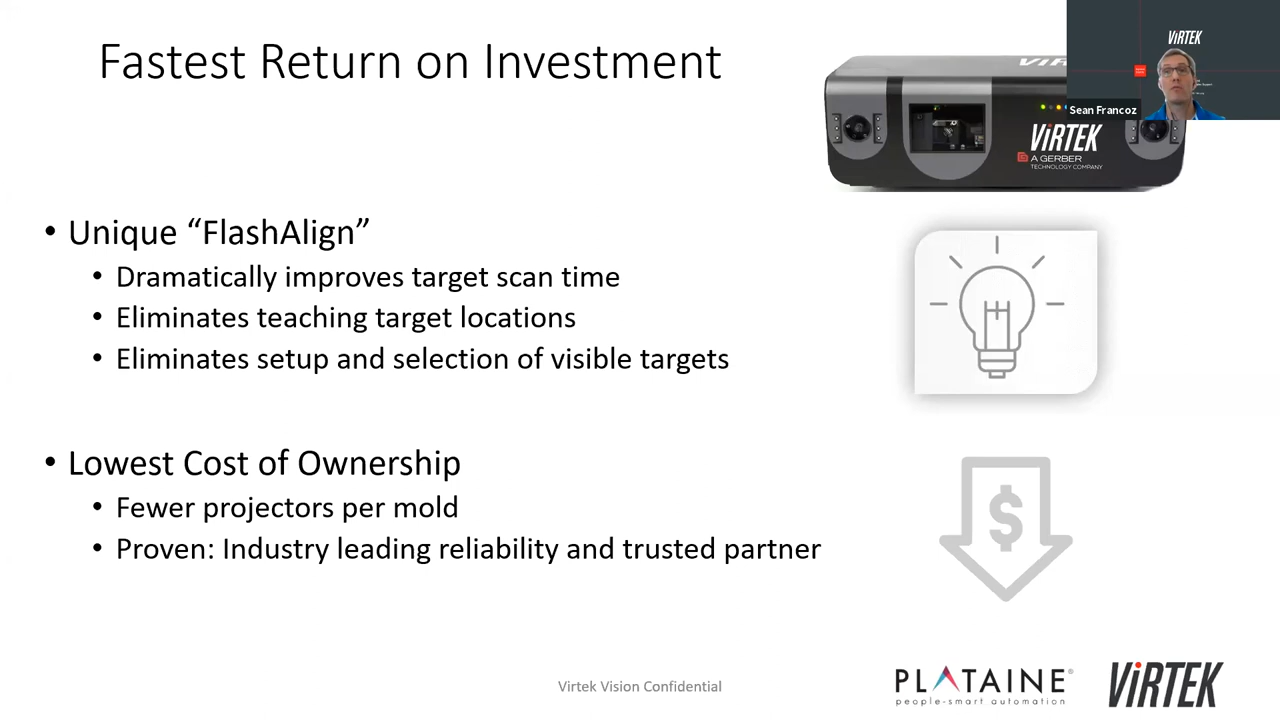 Fastest Return on Investment
VIRTEK
Sean Francoz
VIRTEK
A GERBER
TECHNOLOGY COMPANY
• Unique “FlashAlign”
• Dramatically improves target scan time
• Eliminates teaching target locations
• Eliminates setup and selection of visible targets
• Lowest Cost of Ownership
• Fewer projectors per mold
• Proven: Industry leading reliability and trusted partner
$
Virtek Vision Confidential
PLATAINE®
people-smart automation
VIRTEK